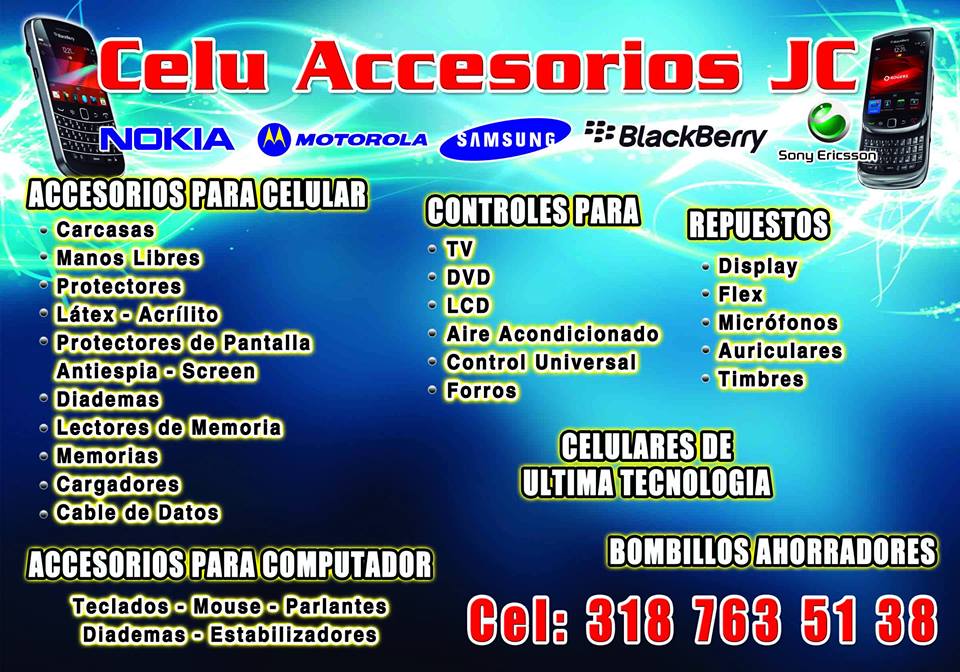 Celu Accesorios JC
NOKIA MOTOROLA SAMSUNG BlackBerry Sony Ericsson
ACCESORIOS PARA CELULAR
Carcasas
Manos Libres
Protectores
Látex - Acrílito
Protectores de Pantalla
Antiespia - Screen
Diademas
Lectores de Memoria
Memorias
Cargadores
Cable de Datos
ACCESORIOS PARA COMPUTADOR
Teclados - Mouse - Parlantes
Diademas - Estabilizadores
CONTROLES PARA
TV
DVD
LCD
Aire Acondicionado
Control Universal
Forros
REPUESTOS
Display
Flex
Micrófonos
Auriculares
Timbres
CELULARES DE
ULTIMA TECNOLOGIA
BOMBILLOS AHORRADORES
Cel: 318 763 51 38